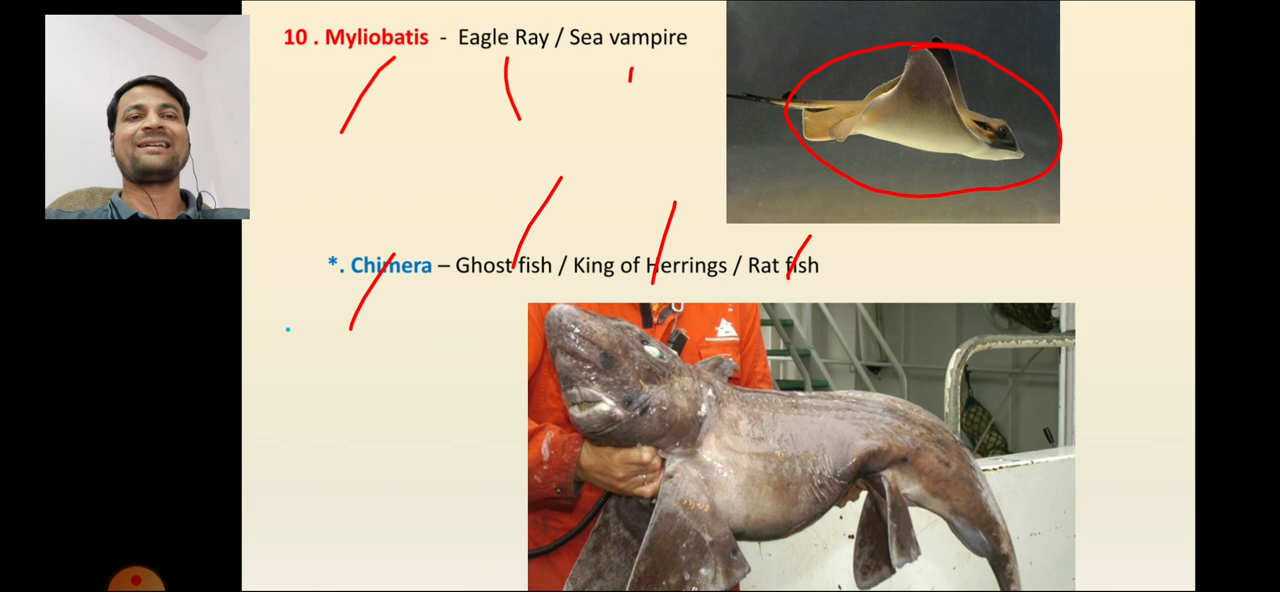 10 . Myliobatis - Eagle Ray / Sea vampire
*. Chimera – Ghost fish / King of Herrings / Rat fish